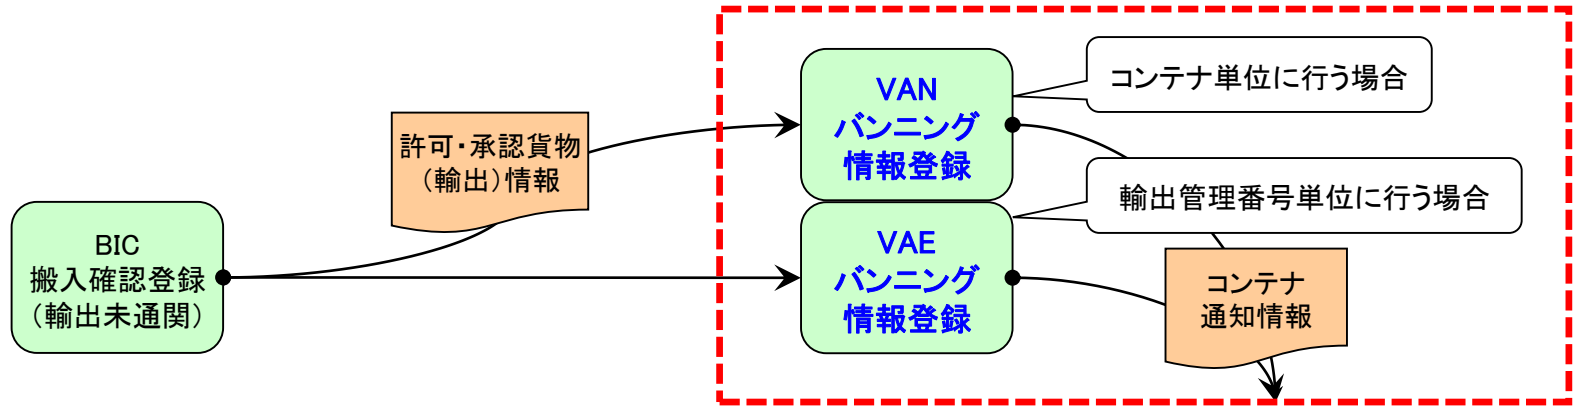 BIC
搬入確認登録
（輸出未通関）
許可・承認貨物
（輸出）情報
VAN
バンニング
情報登録
コンテナ単位に行う場合
VAE
バンニング
情報登録
輸出管理番号単位に行う場合
コンテナ
通知情報